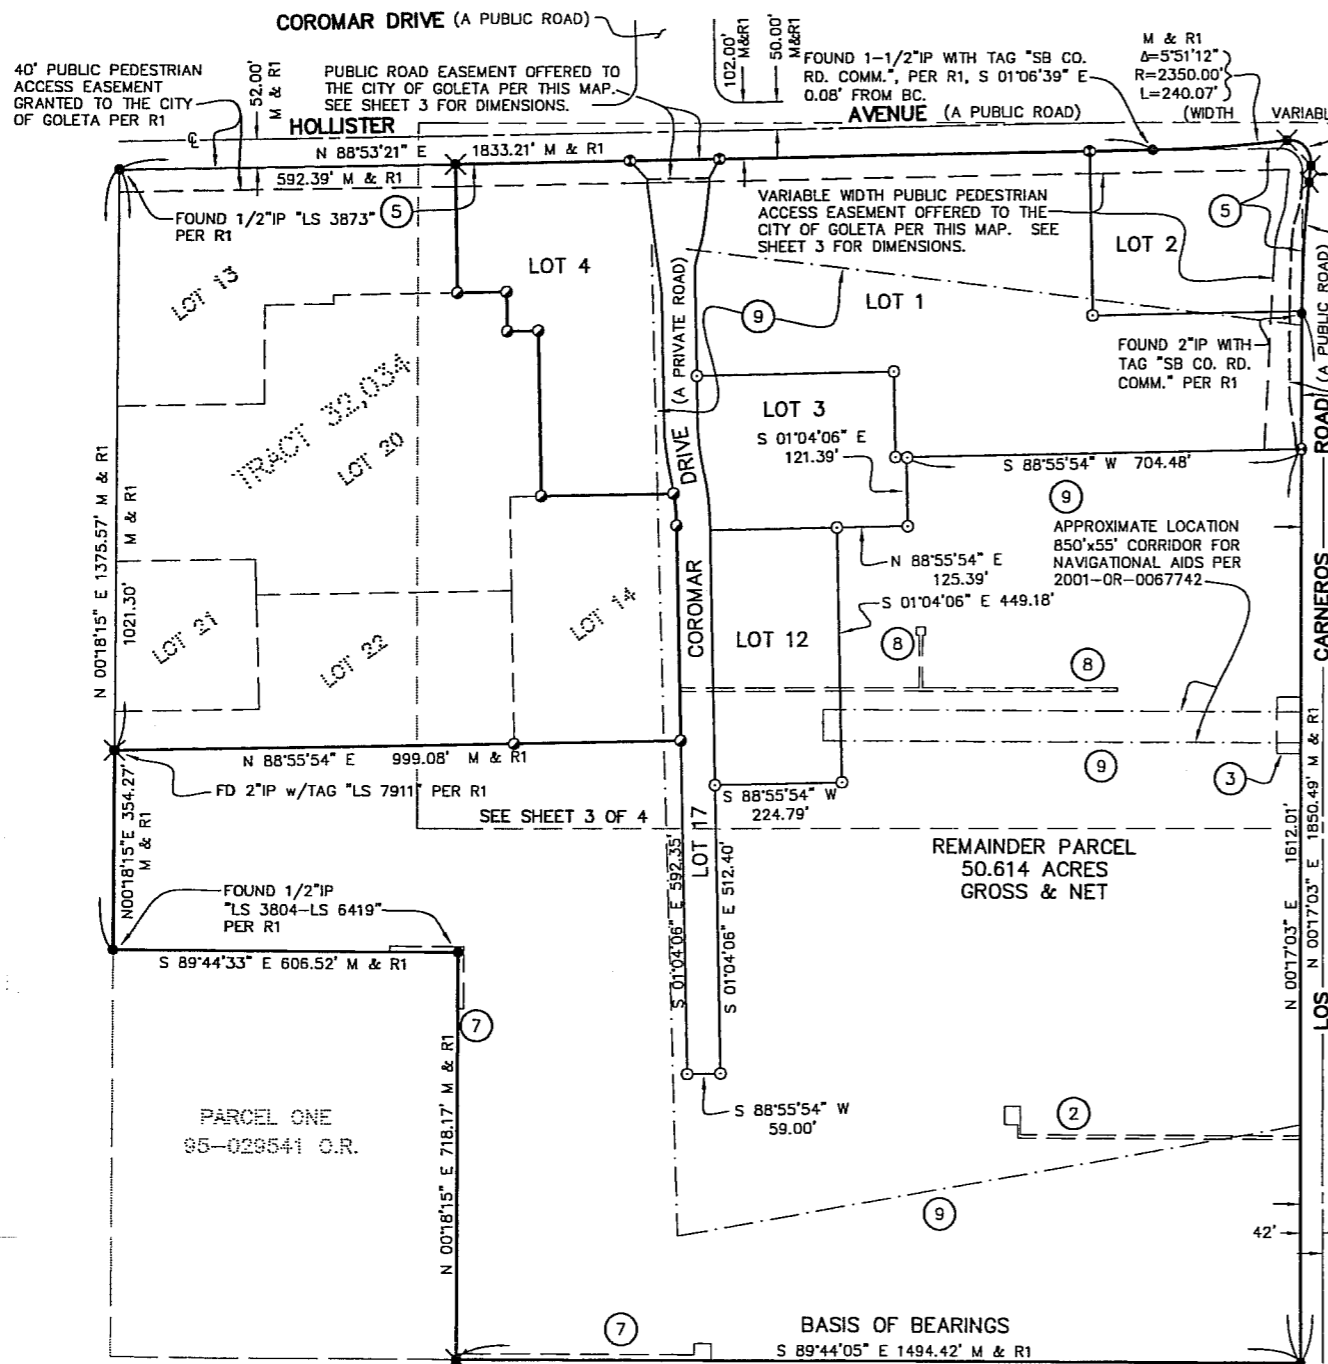 COROMAR DRIVE (A PUBLIC ROAD)
40' PUBLIC PEDESTRIAN
ACCESS EASEMENT
GRANTED TO THE CITY
OF GOLETA PER R1
52.00'
M & R1
PUBLIC ROAD EASEMENT OFFERED TO
THE CITY OF GOLETA PER THIS MAP.
SEE SHEET 3 FOR DIMENSIONS.
102.00'
M&R1
50.00'
M&R1
FOUND 1-1/2"IP WITH TAG "SB CO.
RD. COMM.", PER R1, S 01°06'39" E
0.08' FROM BC.
M & R1
Δ=5°51'12"
R=2350.00'
L=240.07'
(WIDTH VARIABL
HOLLISTER AVENUE (A PUBLIC ROAD)
N 88°53'21" E 1833.21' M & R1
592.39' M & R1
5
FOUND 1/2"IP "LS 3873"
PER R1
VARIABLE WIDTH PUBLIC PEDESTRIAN
ACCESS EASEMENT OFFERED TO THE
CITY OF GOLETA PER THIS MAP. SEE
SHEET 3 FOR DIMENSIONS.
5
LOT 2
LOT 4
LOT 13
LOT 1
9
(A PRIVATE ROAD)
FOUND 2"IP WITH
TAG "SB CO. RD.
COMM." PER R1
(A PUBLIC ROAD)
TRACT 32,034
LOT 20
LOT 3
S 01°04'06" E
121.39'
DRIVE
ROAD
S 88°55'54" W 704.48'
9
N 00°18'15" E 1375.57' M & R1
1021.30' M & R1
APPROXIMATE LOCATION
850'x55' CORRIDOR FOR
NAVIGATIONAL AIDS PER
2001-OR-0067742
N 88°55'54" E
125.39'
S 01°04'06" E 449.18'
LOT 21
LOT 22
LOT 14
COROMAR
LOT 12
8
8
CARNEROS
N 88°55'54" E 999.08' M & R1
9
3
FD 2"IP w/TAG "LS 7911" PER R1
S 88°55'54" W
224.79'
SEE SHEET 3 OF 4
N00°18'15"E 354.27'
M & R1
LOT 17
REMAINDER PARCEL
50.614 ACRES
GROSS & NET
FOUND 1/2"IP
"LS 3804-LS 6419"
PER R1
S 01°04'06" E 592.35'
S 01°04'06" E 512.40'
N 00°17'03" E 1612.01'
N 00°17'03" E 1850.49' M & R1
S 89°44'33" E 606.52' M & R1
LOS
7
PARCEL ONE
95-029541 O.R.
N 00°18'15" E 718.17' M & R1
S 88°55'54" W
59.00'
2
9
42'
7
BASIS OF BEARINGS
S 89°44'05" E 1494.42' M & R1